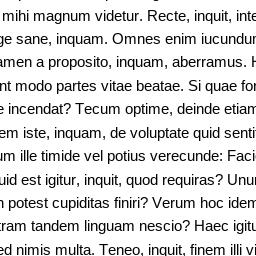 mihi magnum videtur. Recte, inquit, inte
ge sane, inquam. Omnes enim iucundur
amen a proposito, inquam, aberramus. H
nt modo partes vitae beatae. Si quae for
e incendat? Tecum optime, deinde etiam
em iste, inquam, de voluptate quid senti
um ille timide vel potius verecunde: Faci
uid est igitur, inquit, quod requiras? Unur
n potest cupiditas finiri? Verum hoc idem
tram tandem linguam nescio? Haec igitu
ed nimis multa. Teneo, inquit, finem illi vi